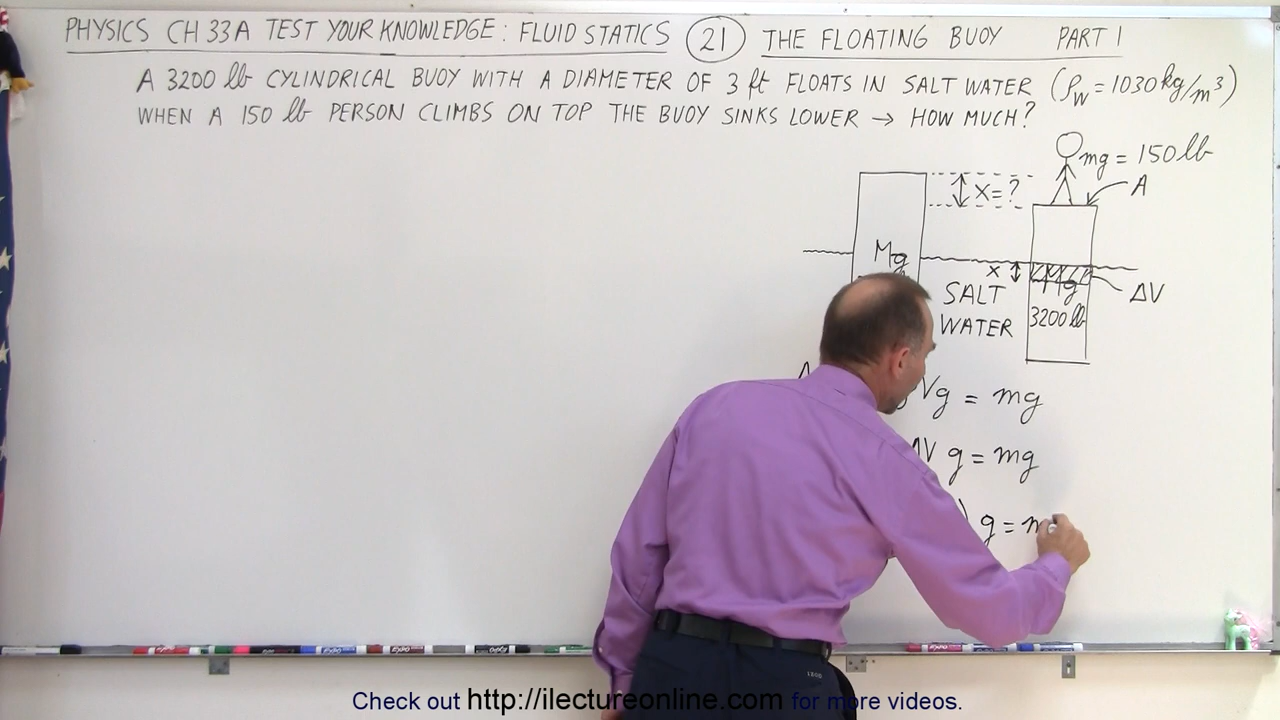 PHYSICS CH 33A TEST YOUR KNOWLEDGE: FLUID STATICS 21 THE FLOATING BUOY PART 1
A 3200 lb CYLINDRICAL BUOY WITH A DIAMETER OF 3 ft FLOATS IN SALT WATER (ρw = 1030 kg/m³)
WHEN A 150 lb PERSON CLIMBS ON TOP THE BUOY SINKS LOWER → HOW MUCH?
mg = 150 lb
x = ?
A
Mg
x
Mg
SALT
ΔV
WATER
3200 lb
Vg = mg
ΔV g = mg
) g = m
Check out http://ilectureonline.com for more videos.